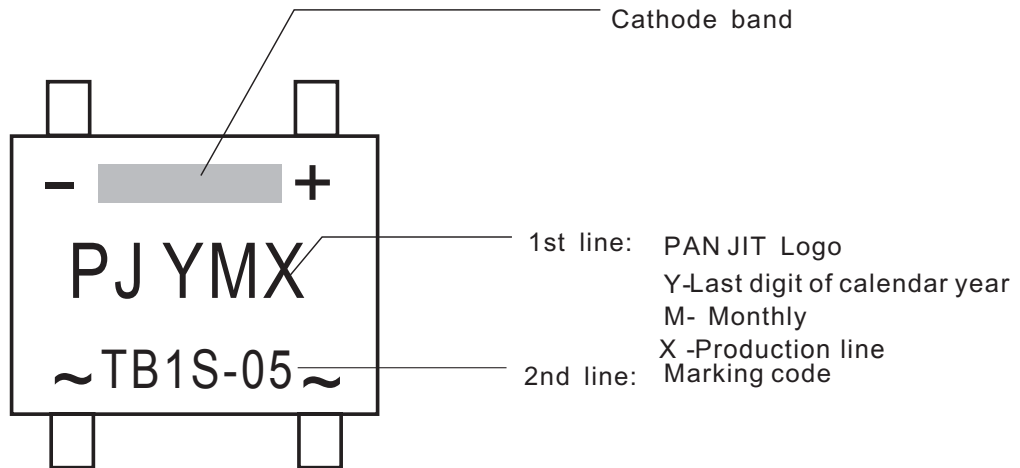 Cathode band
- +
PJ YMX
1st line: PAN JIT Logo
Y-Last digit of calendar year
M- Monthly
X -Production line
~TB1S-05~
2nd line: Marking code